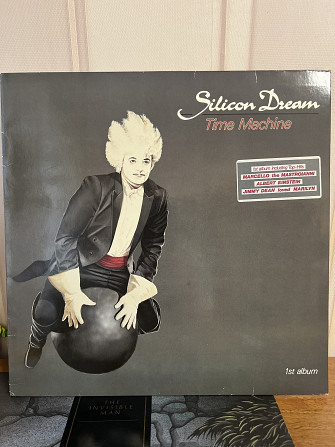 Silicon Dream
Time Machine
1st album including Top-Hits
MARCELLO the MASTROIANNI
ALBERT EINSTEIN
JIMMY DEAN loved MARILYN
1st album
THE
INVISIBLE
MAN